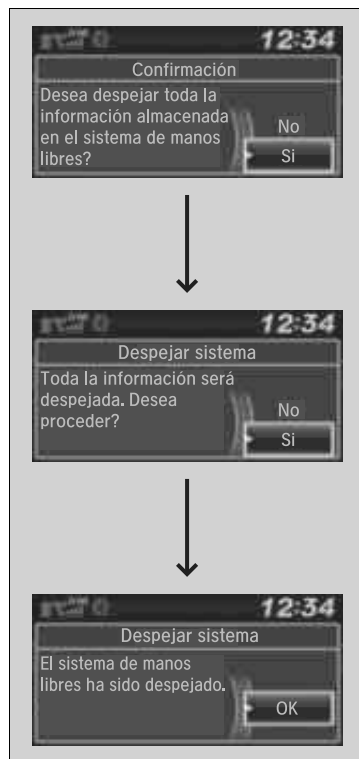 12:34
Confirmación
Desea despejar toda la
información almacenada
en el sistema de manos
libres?
No
Si
12:34
Despejar sistema
Toda la información será
despejada. Desea
proceder?
No
Si
12:34
Despejar sistema
El sistema de manos
libres ha sido despejado.
OK